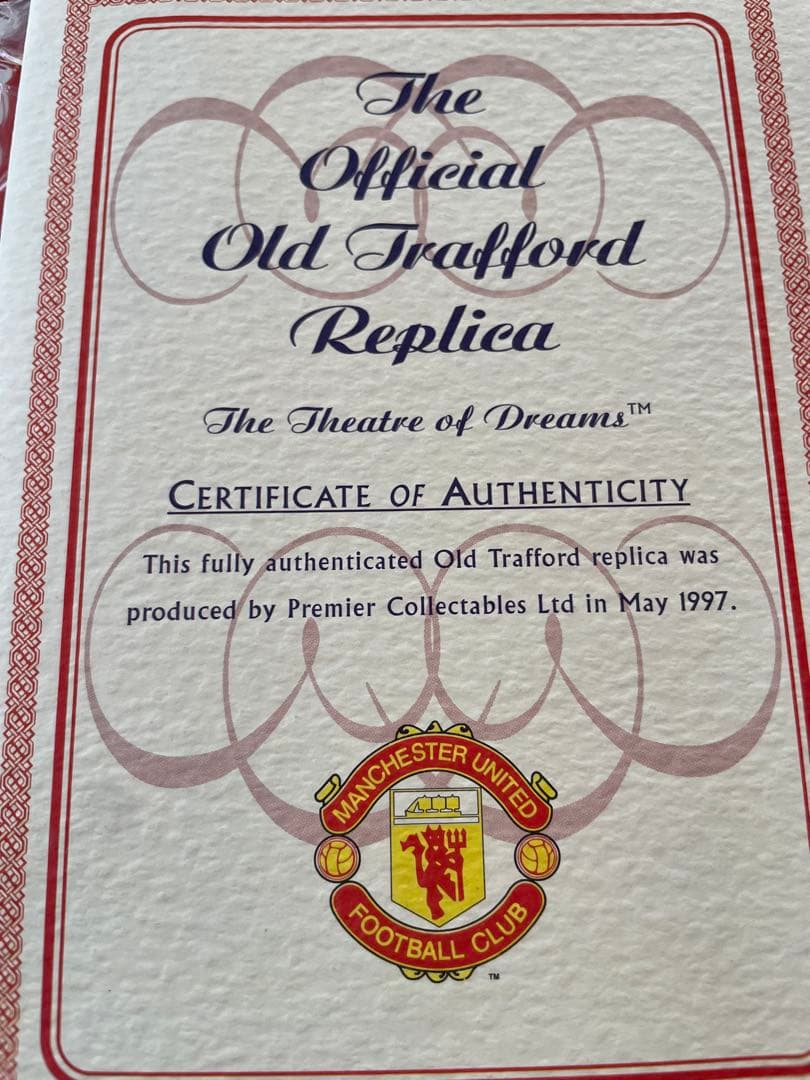 The
Official
Old Trafford
Replica
The Theatre of Dreams™
CERTIFICATE OF AUTHENTICITY
This fully authenticated Old Trafford replica was
produced by Premier Collectables Ltd in May 1997.
MANCHESTER UNITED
FOOTBALL CLUB
TM